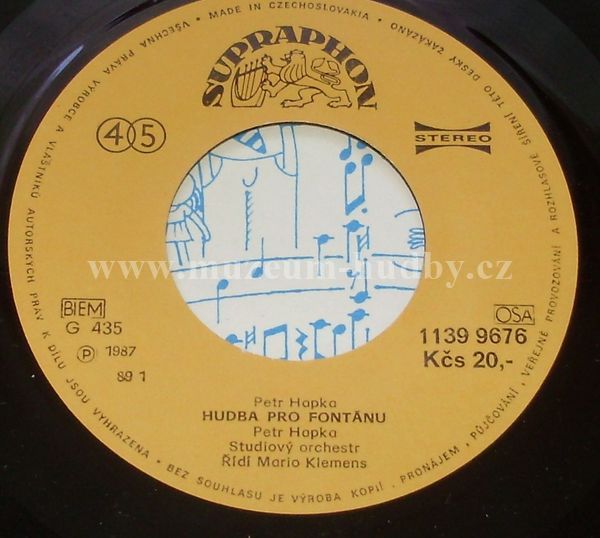 VŠECHNA PRÁVA VÝROBCE A VLASTNÍKŮ AUTORSKÝCH PRÁV K DÍLU JSOU VYHRAZENA • BEZ SOUHLASU JE VÝROBA KOPIÍ, PRONÁJEM, PŮJČOVÁNÍ, VEŘEJNÉ PROVOZOVÁNÍ A ROZHLASOVÉ ŠÍŘENÍ TÉTO DESKY ZAKÁZÁNO • MADE IN CZECHOSLOVAKIA •
SUPRAPHON
45
STEREO
www.muzeum-hudby.cz
BIEM
OSA
G 435
1139 9676
℗ 1987
Kčs 20,-
89 1
Petr Hapka
HUDBA PRO FONTÁNU
Petr Hapka
Studiový orchestr
Řídí Mario Klemens